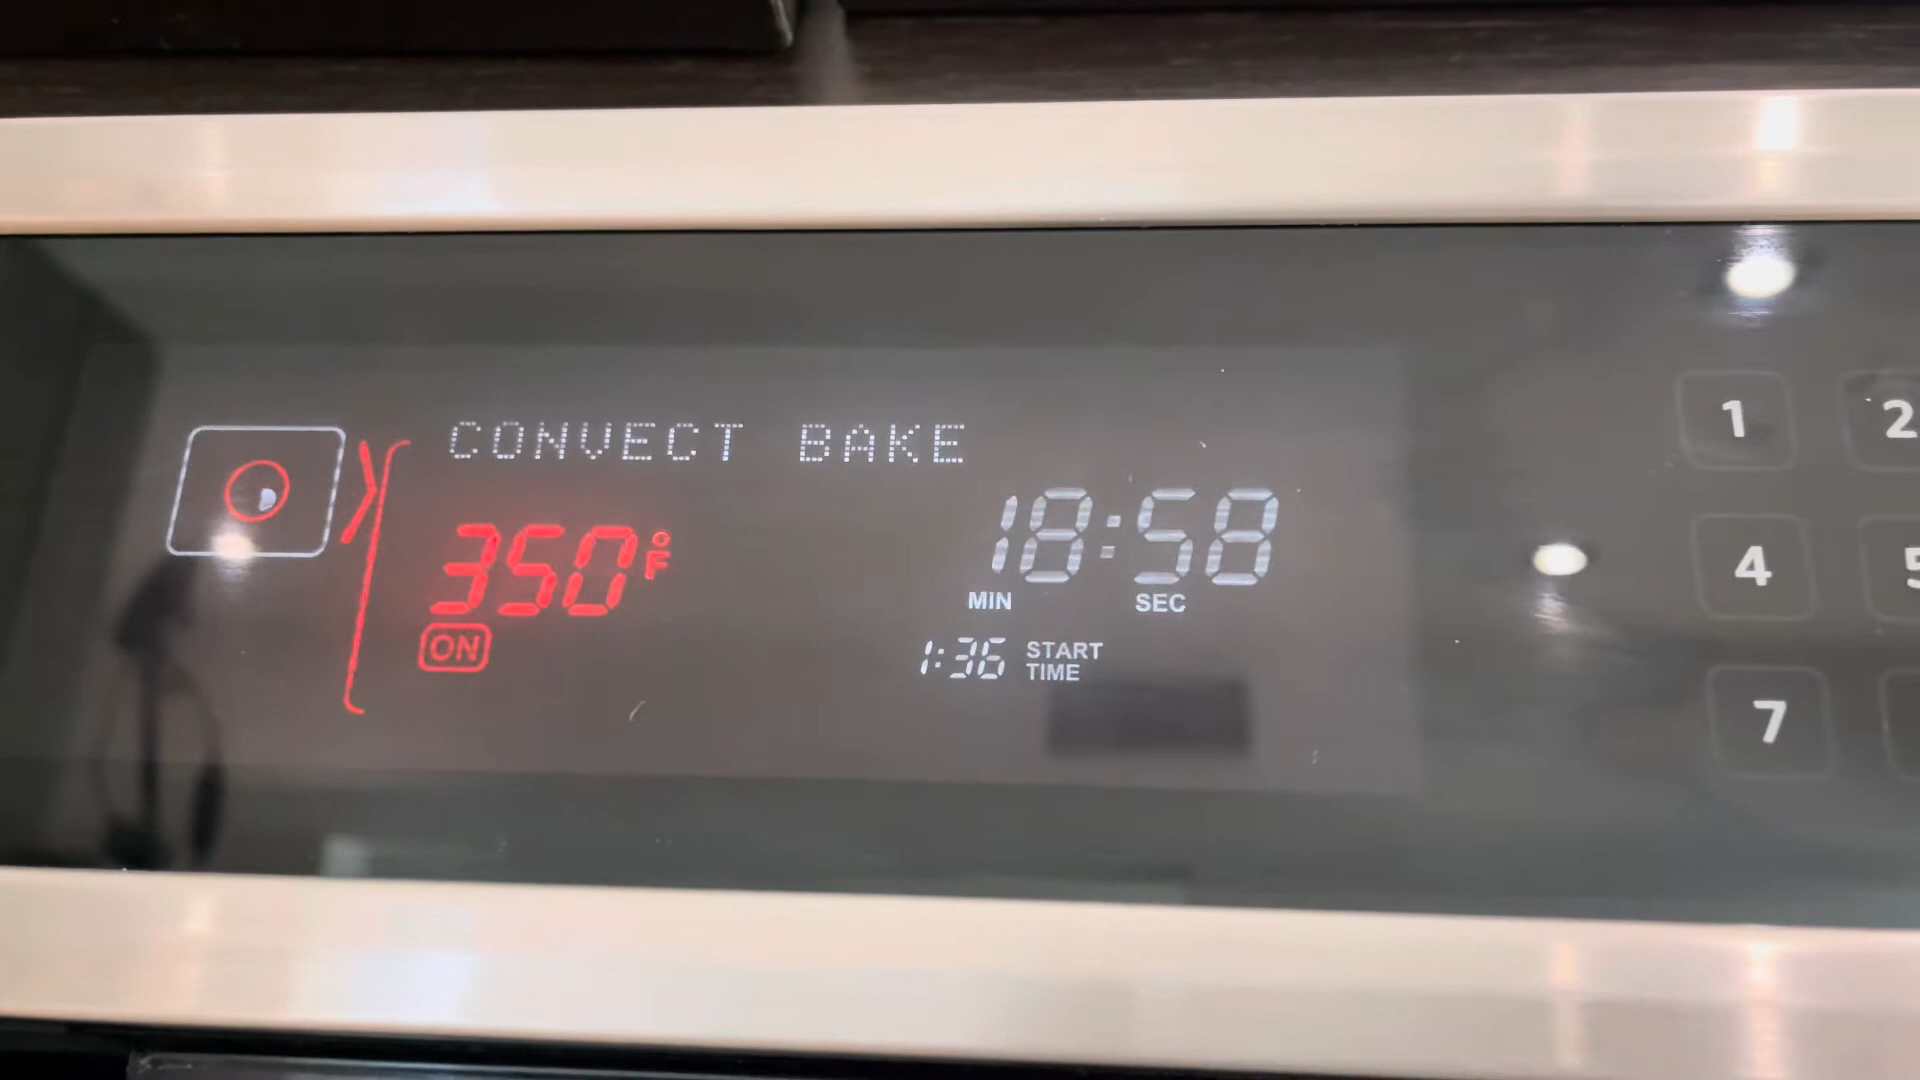 CONVECT BAKE
350°F
ON
18:58
MIN SEC
1:36 START TIME
1 2
4 5
7